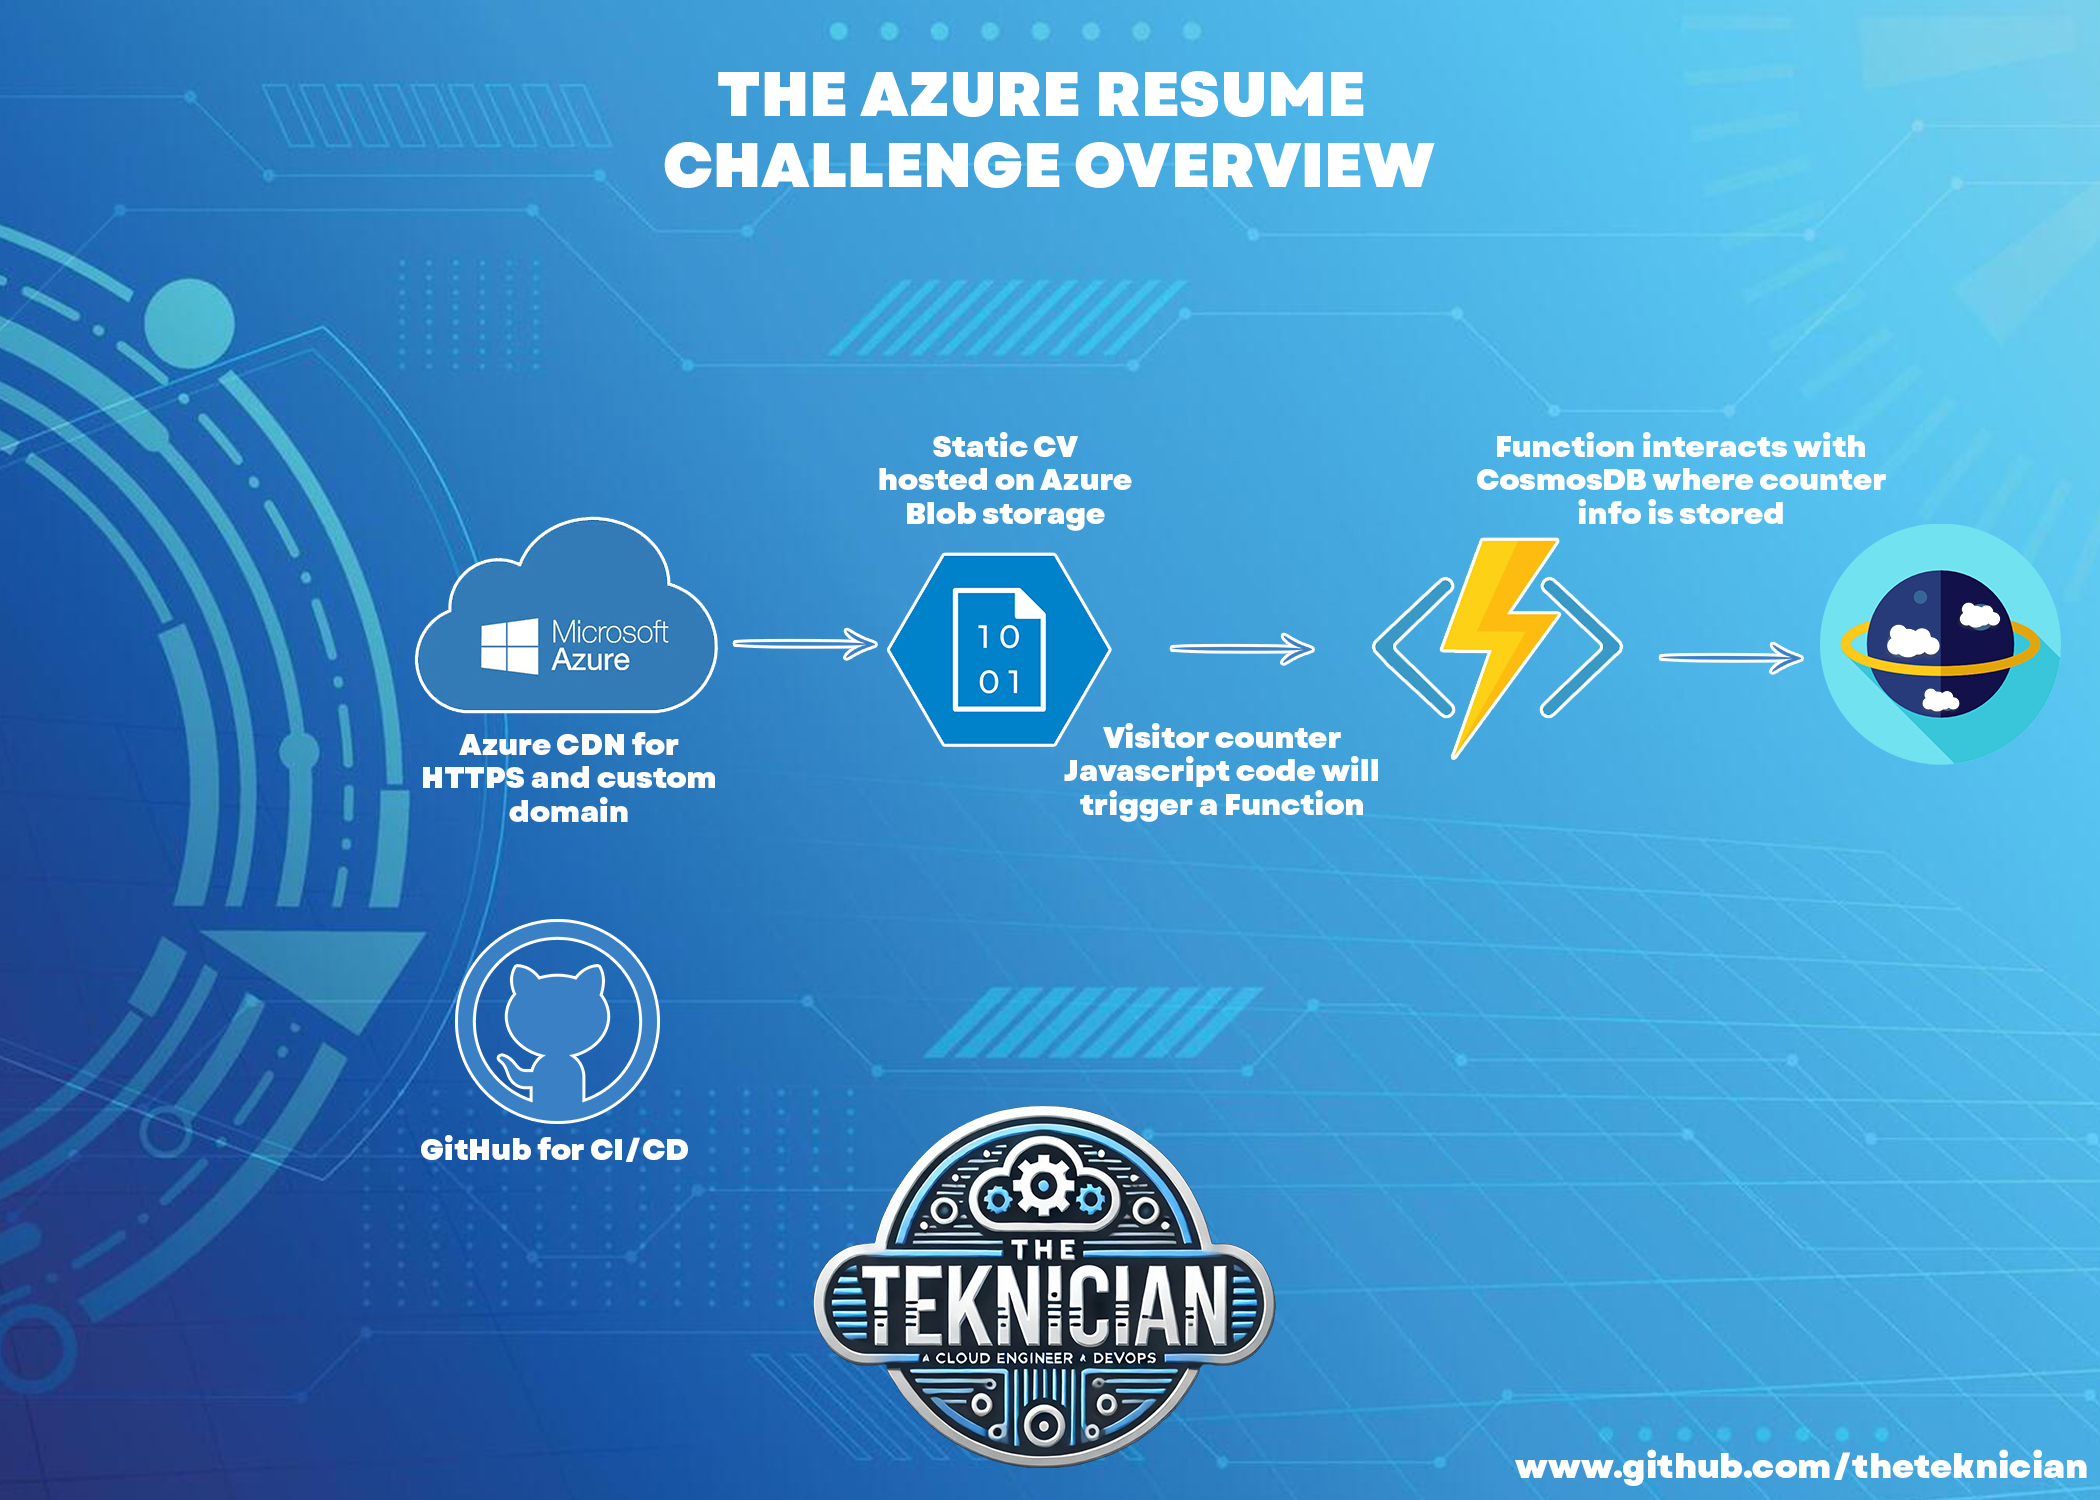 THE AZURE RESUME
CHALLENGE OVERVIEW
Static CV
hosted on Azure
Blob storage
Function interacts with
CosmosDB where counter
info is stored
Microsoft
Azure
10
01
Azure CDN for
HTTPS and custom
domain
Visitor counter
Javascript code will
trigger a Function
GitHub for CI/CD
THE
TEKNICIAN
CLOUD ENGINEER DEVOPS
www.github.com/theteknician